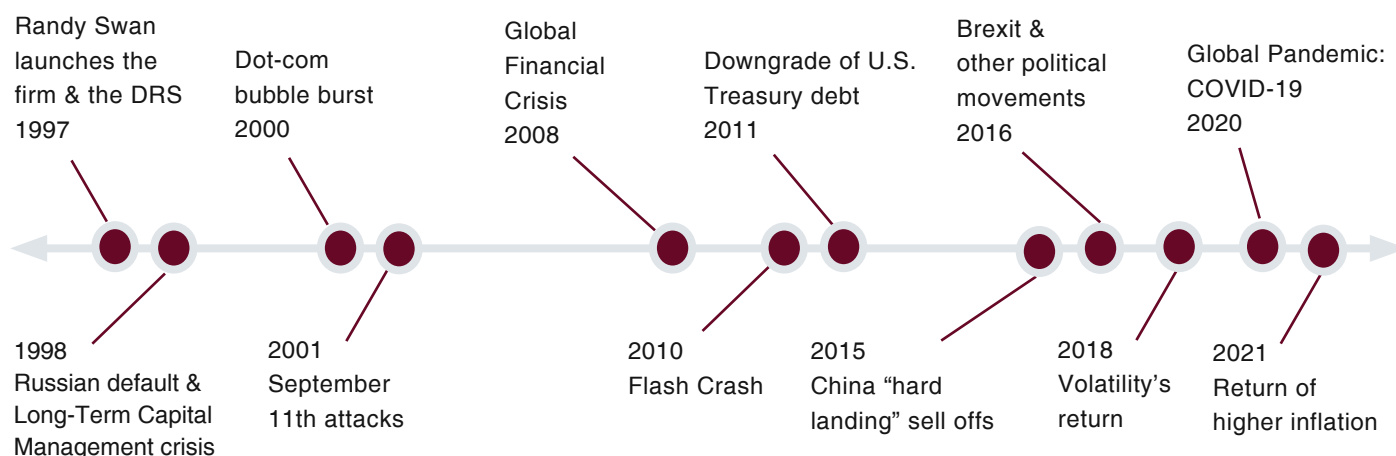 Randy Swan
launches the
firm & the DRS
1997
1998
Russian default &
Long-Term Capital
Management crisis
Dot-com
bubble burst
2000
2001
September
11th attacks
Global
Financial
Crisis
2008
2010
Flash Crash
Downgrade of U.S.
Treasury debt
2011
2015
China “hard
landing” sell offs
Brexit &
other political
movements
2016
2018
Volatility’s
return
Global Pandemic:
COVID-19
2020
2021
Return of
higher inflation